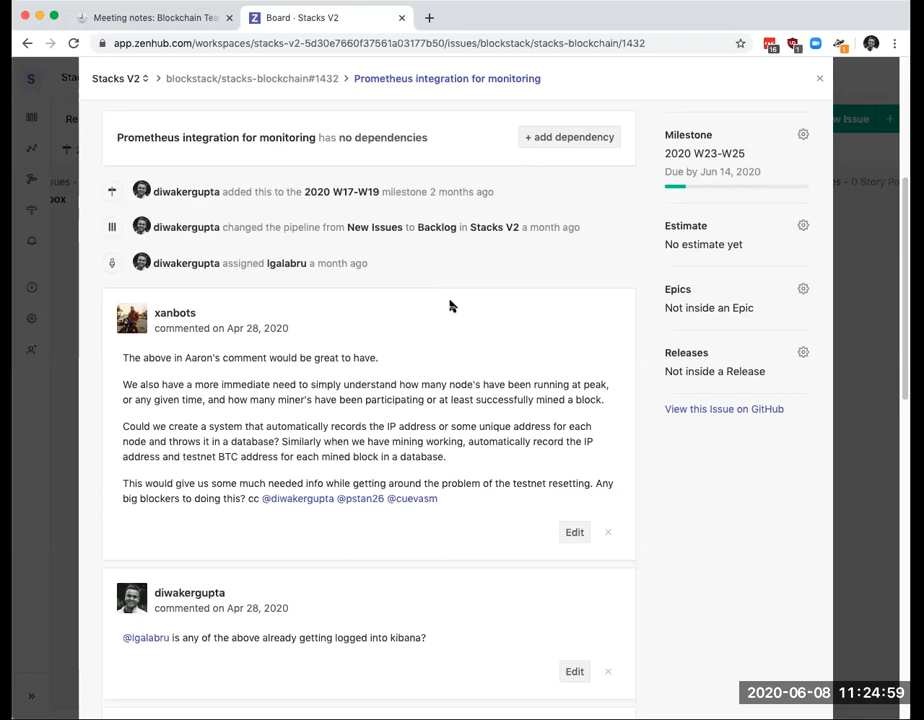 Meeting notes: Blockchain Tea
Board · Stacks V2
app.zenhub.com/workspaces/stacks-v2-5d30e7660f37561a03177b50/issues/blockstack/stacks-blockchain/1432
16
1
1
S
Sta
Re
w Issue
sues -
- 0 Story Po
box
Stacks V2
blockstack/stacks-blockchain#1432
Prometheus integration for monitoring
Prometheus integration for monitoring has no dependencies
+ add dependency
diwakergupta added this to the 2020 W17-W19 milestone 2 months ago
diwakergupta changed the pipeline from New Issues to Backlog in Stacks V2 a month ago
diwakergupta assigned lgalabru a month ago
xanbots
commented on Apr 28, 2020
The above in Aaron's comment would be great to have.
We also have a more immediate need to simply understand how many node's have been running at peak,
or any given time, and how many miner's have been participating or at least successfully mined a block.
Could we create a system that automatically records the IP address or some unique address for each
node and throws it in a database? Similarly when we have mining working, automatically record the IP
address and testnet BTC address for each mined block in a database.
This would give us some much needed info while getting around the problem of the testnet resetting. Any
big blockers to doing this? cc @diwakergupta @pstan26 @cuevasm
Edit
diwakergupta
commented on Apr 28, 2020
@lgalabru is any of the above already getting logged into kibana?
Edit
Milestone
2020 W23-W25
Due by Jun 14, 2020
Estimate
No estimate yet
Epics
Not inside an Epic
Releases
Not inside a Release
View this Issue on GitHub
2020-06-08 11:24:59